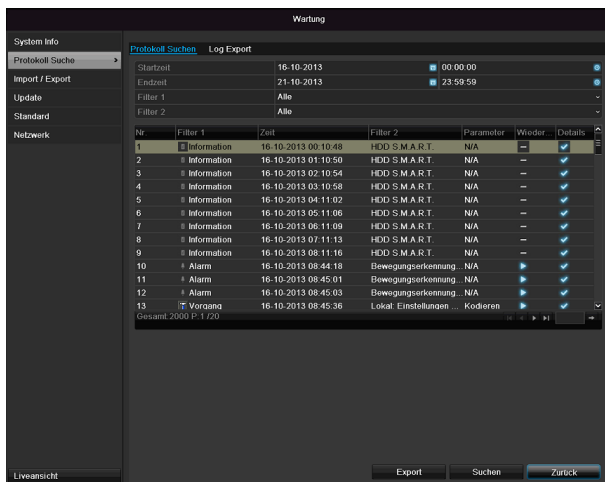 Wartung
System Info
Protokoll Suche
Import / Export
Update
Standard
Netzwerk
Liveansicht
Protokoll Suchen Log Export
Startzeit 16-10-2013 00:00:00
Endzeit 21-10-2013 23:59:59
Filter 1 Alle
Filter 2 Alle
Nr. Filter 1 Zeit Filter 2 Parameter Wieder... Details
1 Information 16-10-2013 00:10:48 HDD S.M.A.R.T. N/A
2 Information 16-10-2013 01:10:50 HDD S.M.A.R.T. N/A
3 Information 16-10-2013 02:10:54 HDD S.M.A.R.T. N/A
4 Information 16-10-2013 03:10:58 HDD S.M.A.R.T. N/A
5 Information 16-10-2013 04:11:02 HDD S.M.A.R.T. N/A
6 Information 16-10-2013 05:11:06 HDD S.M.A.R.T. N/A
7 Information 16-10-2013 06:11:09 HDD S.M.A.R.T. N/A
8 Information 16-10-2013 07:11:13 HDD S.M.A.R.T. N/A
9 Information 16-10-2013 08:11:16 HDD S.M.A.R.T. N/A
10 Alarm 16-10-2013 08:44:18 Bewegungserkennung... N/A
11 Alarm 16-10-2013 08:45:01 Bewegungserkennung... N/A
12 Alarm 16-10-2013 08:45:03 Bewegungserkennung... N/A
13 Vorgang 16-10-2013 08:45:36 Lokal: Einstellungen ... Kodieren
Gesamt:2000 P:1 /20
Export Suchen Zurück